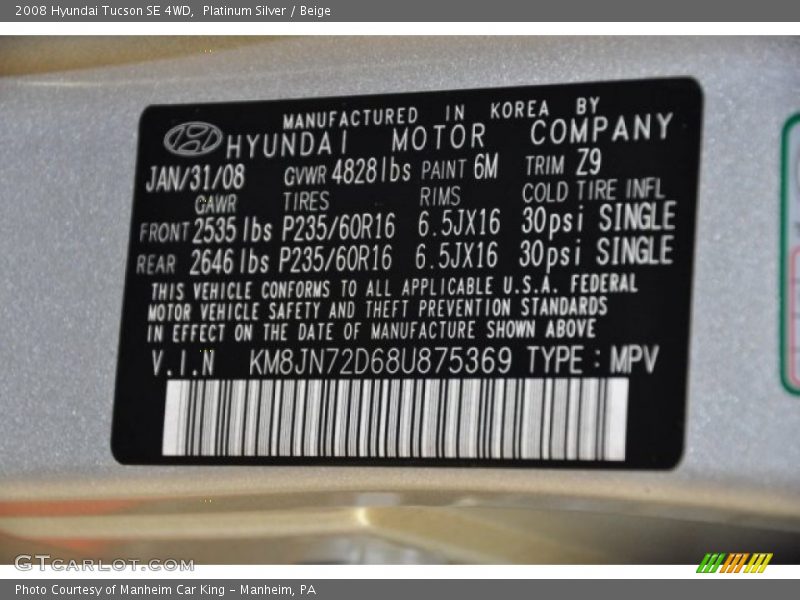 2008 Hyundai Tucson SE 4WD, Platinum Silver / Beige
MANUFACTURED IN KOREA BY
HYUNDAI MOTOR COMPANY
JAN/31/08 GVWR 4828lbs PAINT 6M TRIM Z9
GAWR TIRES RIMS COLD TIRE INFL
FRONT 2535 lbs P235/60R16 6.5JX16 30psi SINGLE
REAR 2646 lbs P235/60R16 6.5JX16 30psi SINGLE
THIS VEHICLE CONFORMS TO ALL APPLICABLE U.S.A. FEDERAL
MOTOR VEHICLE SAFETY AND THEFT PREVENTION STANDARDS
IN EFFECT ON THE DATE OF MANUFACTURE SHOWN ABOVE
V.I.N KM8JN72D68U875369 TYPE : MPV
GTCARLOT.COM
Photo Courtesy of Manheim Car King - Manheim, PA